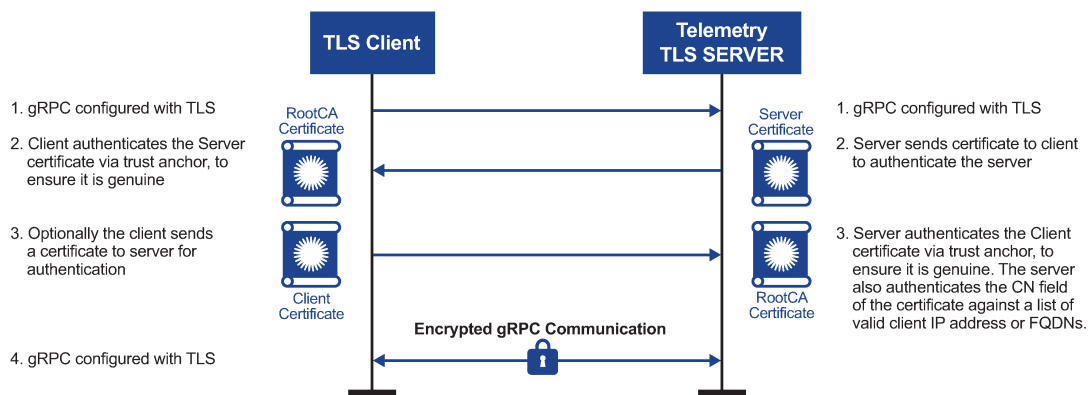 TLS Client
Telemetry
TLS SERVER
1. gRPC configured with TLS
RootCA
Certificate
Server
Certificate
1. gRPC configured with TLS
2. Client authenticates the Server
certificate via trust anchor, to
ensure it is genuine
2. Server sends certificate to client
to authenticate the server
3. Optionally the client sends
a certificate to server for
authentication
Client
Certificate
RootCA
Certificate
3. Server authenticates the Client
certificate via trust anchor, to
ensure it is genuine. The server
also authenticates the CN field
of the certificate against a list of
valid client IP address or FQDNs.
Encrypted gRPC Communication
4. gRPC configured with TLS